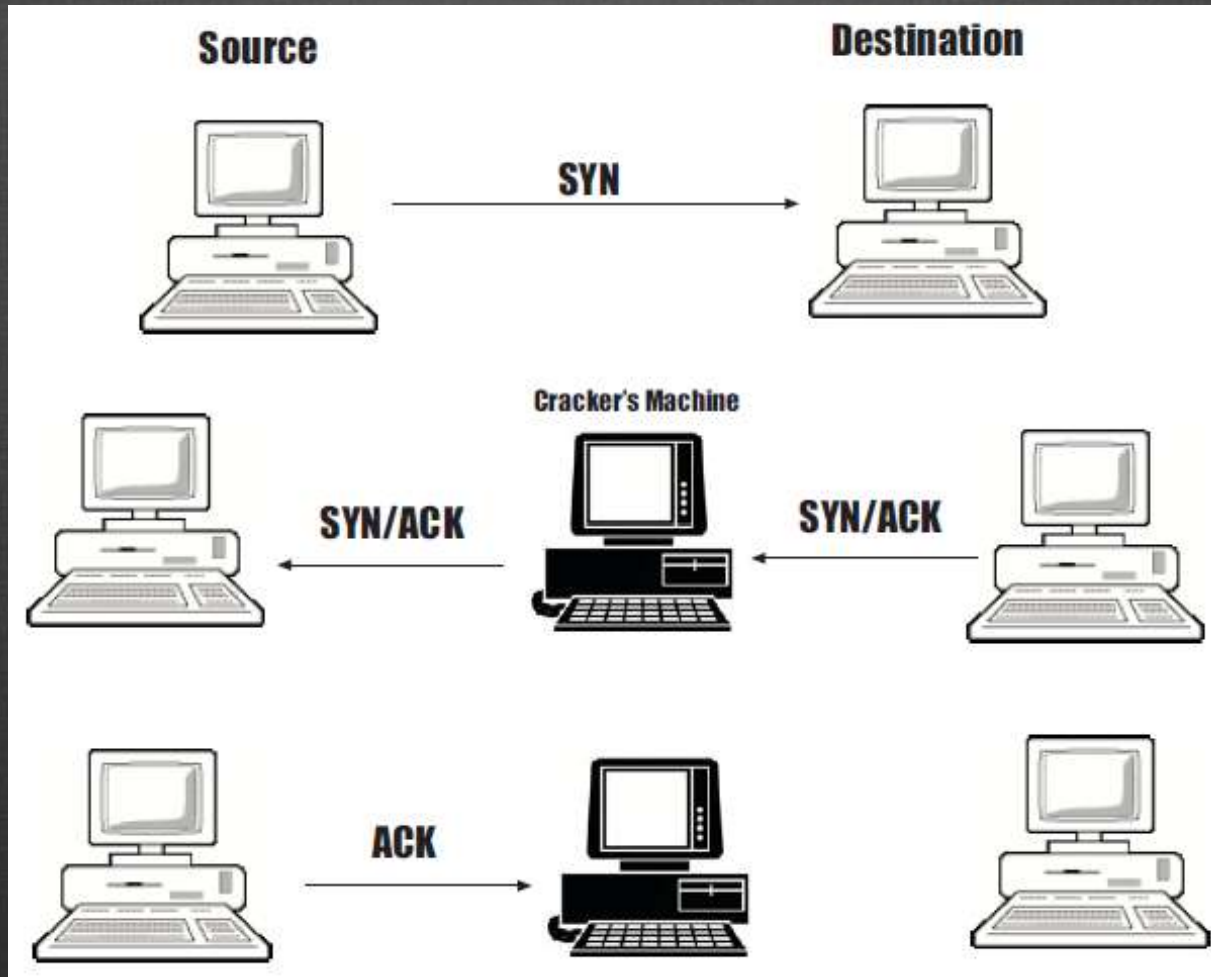 Source
Destination
SYN
Cracker's Machine
SYN/ACK
SYN/ACK
ACK